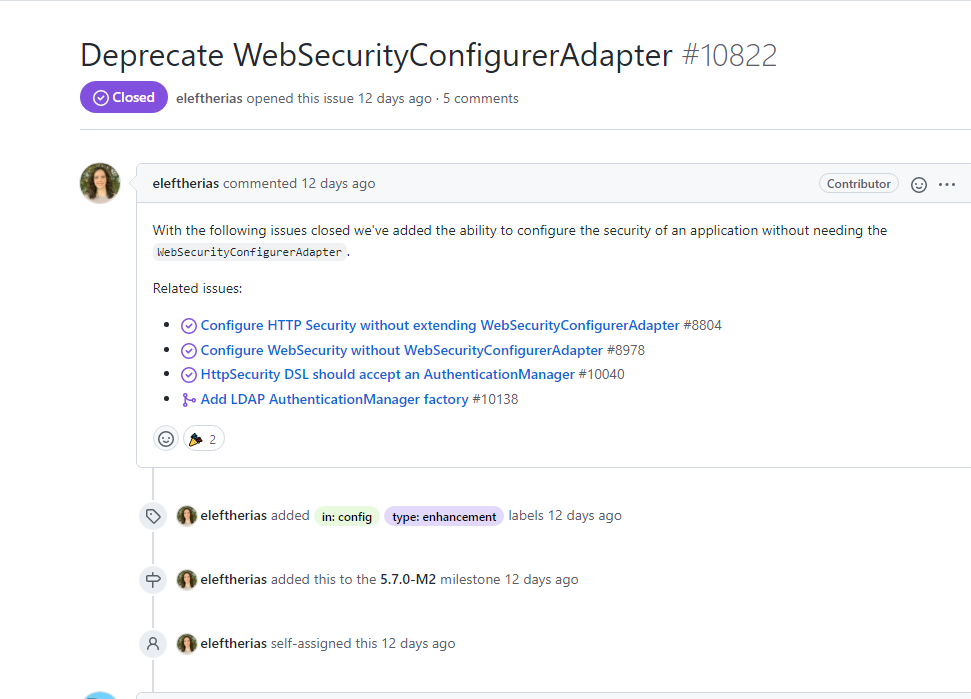 Deprecate WebSecurityConfigurerAdapter #10822
Closed eleftherias opened this issue 12 days ago · 5 comments
eleftherias commented 12 days ago Contributor
With the following issues closed we've added the ability to configure the security of an application without needing the
WebSecurityConfigurerAdapter .
Related issues:
Configure HTTP Security without extending WebSecurityConfigurerAdapter #8804
Configure WebSecurity without WebSecurityConfigurerAdapter #8978
HttpSecurity DSL should accept an AuthenticationManager #10040
Add LDAP AuthenticationManager factory #10138
2
eleftherias added in: config type: enhancement labels 12 days ago
eleftherias added this to the 5.7.0-M2 milestone 12 days ago
eleftherias self-assigned this 12 days ago